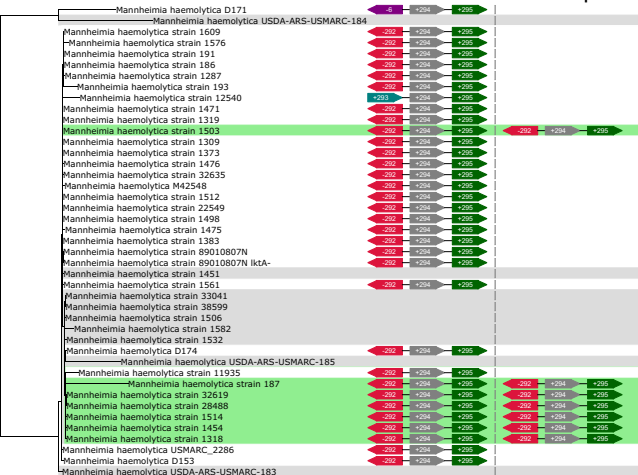 Mannheimia haemolytica D171 -6 +294 +295
Mannheimia haemolytica USDA-ARS-USMARC-184
Mannheimia haemolytica strain 1609 -292 +294 +295
Mannheimia haemolytica strain 1576 -292 +294 +295
Mannheimia haemolytica strain 191 -292 +294 +295
Mannheimia haemolytica strain 186 -292 +294 +295
Mannheimia haemolytica strain 1287 -292 +294 +295
Mannheimia haemolytica strain 193 -292 +294 +295
Mannheimia haemolytica strain 12540 +293 +294 +295
Mannheimia haemolytica strain 1471 -292 +294 +295
Mannheimia haemolytica strain 1319 -292 +294 +295
Mannheimia haemolytica strain 1503 -292 +294 +295 -292 +294 +295
Mannheimia haemolytica strain 1309 -292 +294 +295
Mannheimia haemolytica strain 1373 -292 +294 +295
Mannheimia haemolytica strain 1476 -292 +294 +295
Mannheimia haemolytica strain 32635 -292 +294 +295
Mannheimia haemolytica M42548 -292 +294 +295
Mannheimia haemolytica strain 1512 -292 +294 +295
Mannheimia haemolytica strain 22549 -292 +294 +295
Mannheimia haemolytica strain 1498 -292 +294 +295
Mannheimia haemolytica strain 1475 -292 +294 +295
Mannheimia haemolytica strain 1383 -292 +294 +295
Mannheimia haemolytica strain 89010807N -292 +294 +295
Mannheimia haemolytica strain 89010807N lktA- -292 +294 +295
Mannheimia haemolytica strain 1451
Mannheimia haemolytica strain 1561 -292 +294 +295
Mannheimia haemolytica strain 33041
Mannheimia haemolytica strain 38599
Mannheimia haemolytica strain 1506
Mannheimia haemolytica strain 1582
Mannheimia haemolytica strain 1532
Mannheimia haemolytica D174 -292 +294 +295
Mannheimia haemolytica USDA-ARS-USMARC-185
Mannheimia haemolytica strain 11935 -292 +294 +295
Mannheimia haemolytica strain 187 -292 +294 +295 -292 +294 +295
Mannheimia haemolytica strain 32619 -292 +294 +295 -292 +294 +295
Mannheimia haemolytica strain 28488 -292 +294 +295 -292 +294 +295
Mannheimia haemolytica strain 1514 -292 +294 +295 -292 +294 +295
Mannheimia haemolytica strain 1454 -292 +294 +295 -292 +294 +295
Mannheimia haemolytica strain 1318 -292 +294 +295 -292 +294 +295
Mannheimia haemolytica USMARC_2286 -292 +294 +295
Mannheimia haemolytica D153 -292 +294 +295
Mannheimia haemolytica USDA-ARS-USMARC-183